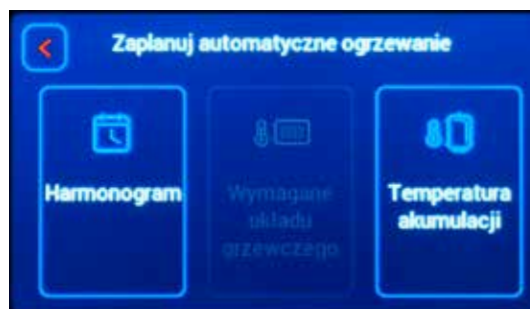 Zaplanuj automatyczne ogrzewanie
Harmonogram
Wymagane
układu
grzewczego
Temperatura
akumulacji